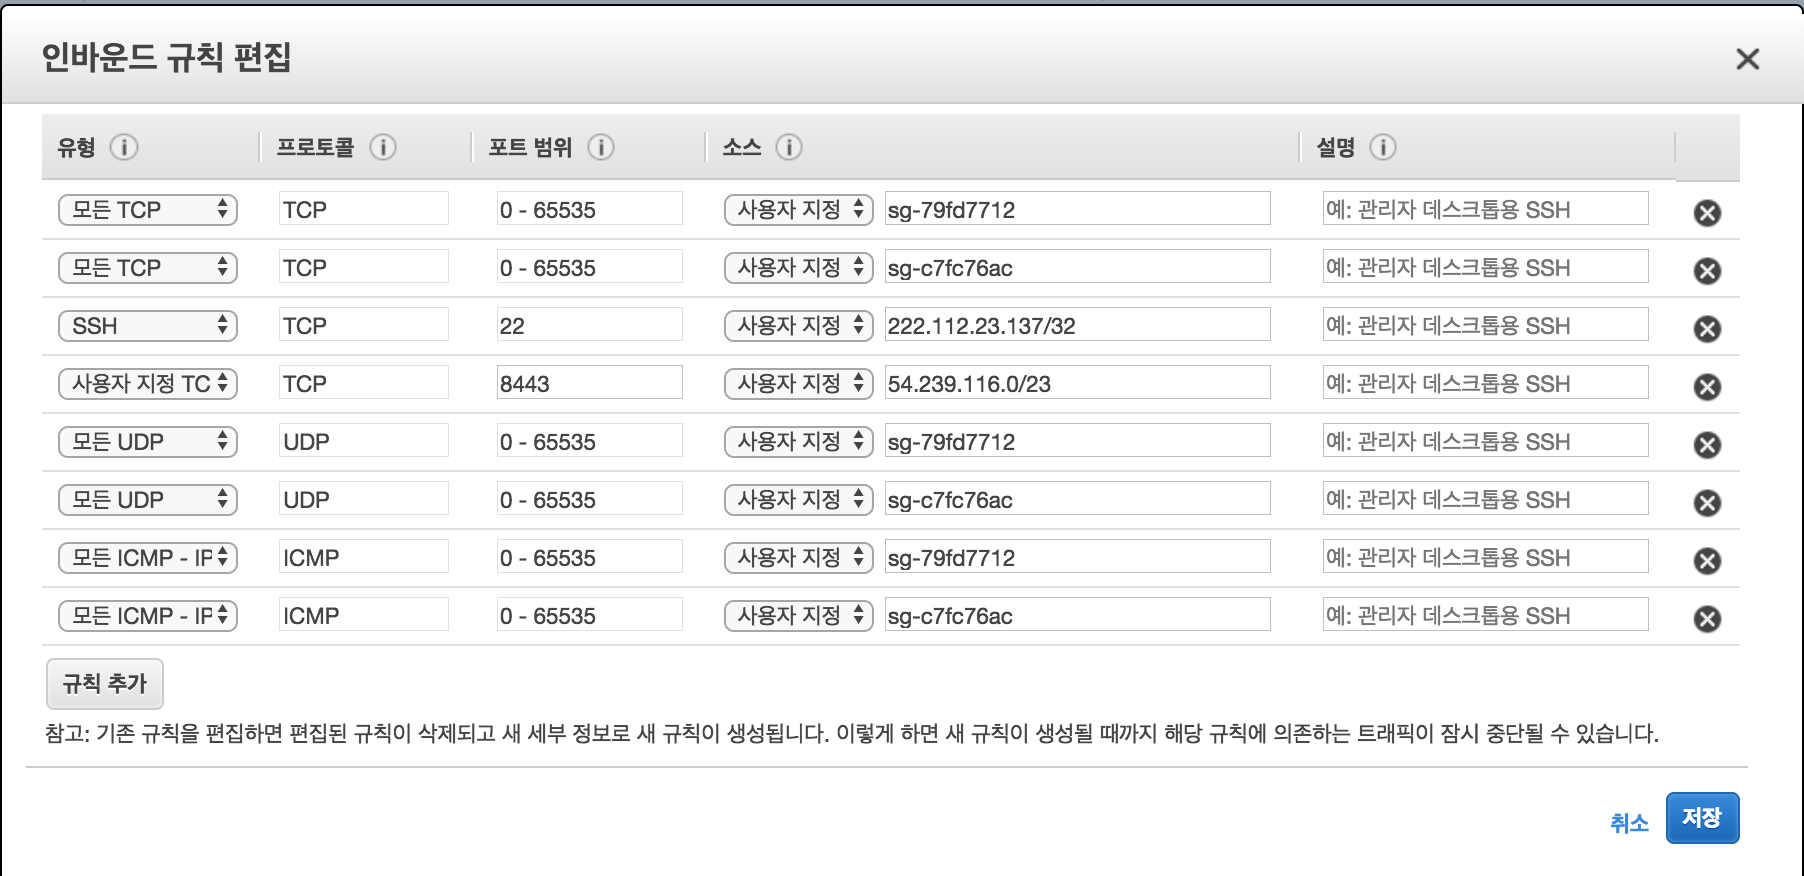 인바운드 규칙 편집
유형 프로토콜 포트 범위 소스 설명
모든 TCP TCP 0 - 65535 사용자 지정 sg-79fd7712 예: 관리자 데스크톱용 SSH
모든 TCP TCP 0 - 65535 사용자 지정 sg-c7fc76ac 예: 관리자 데스크톱용 SSH
SSH TCP 22 사용자 지정 222.112.23.137/32 예: 관리자 데스크톱용 SSH
사용자 지정 TC TCP 8443 사용자 지정 54.239.116.0/23 예: 관리자 데스크톱용 SSH
모든 UDP UDP 0 - 65535 사용자 지정 sg-79fd7712 예: 관리자 데스크톱용 SSH
모든 UDP UDP 0 - 65535 사용자 지정 sg-c7fc76ac 예: 관리자 데스크톱용 SSH
모든 ICMP - IP ICMP 0 - 65535 사용자 지정 sg-79fd7712 예: 관리자 데스크톱용 SSH
모든 ICMP - IP ICMP 0 - 65535 사용자 지정 sg-c7fc76ac 예: 관리자 데스크톱용 SSH
규칙 추가
참고: 기존 규칙을 편집하면 편집된 규칙이 삭제되고 새 세부 정보로 새 규칙이 생성됩니다. 이렇게 하면 새 규칙이 생성될 때까지 해당 규칙에 의존하는 트래픽이 잠시 중단될 수 있습니다.
취소 저장